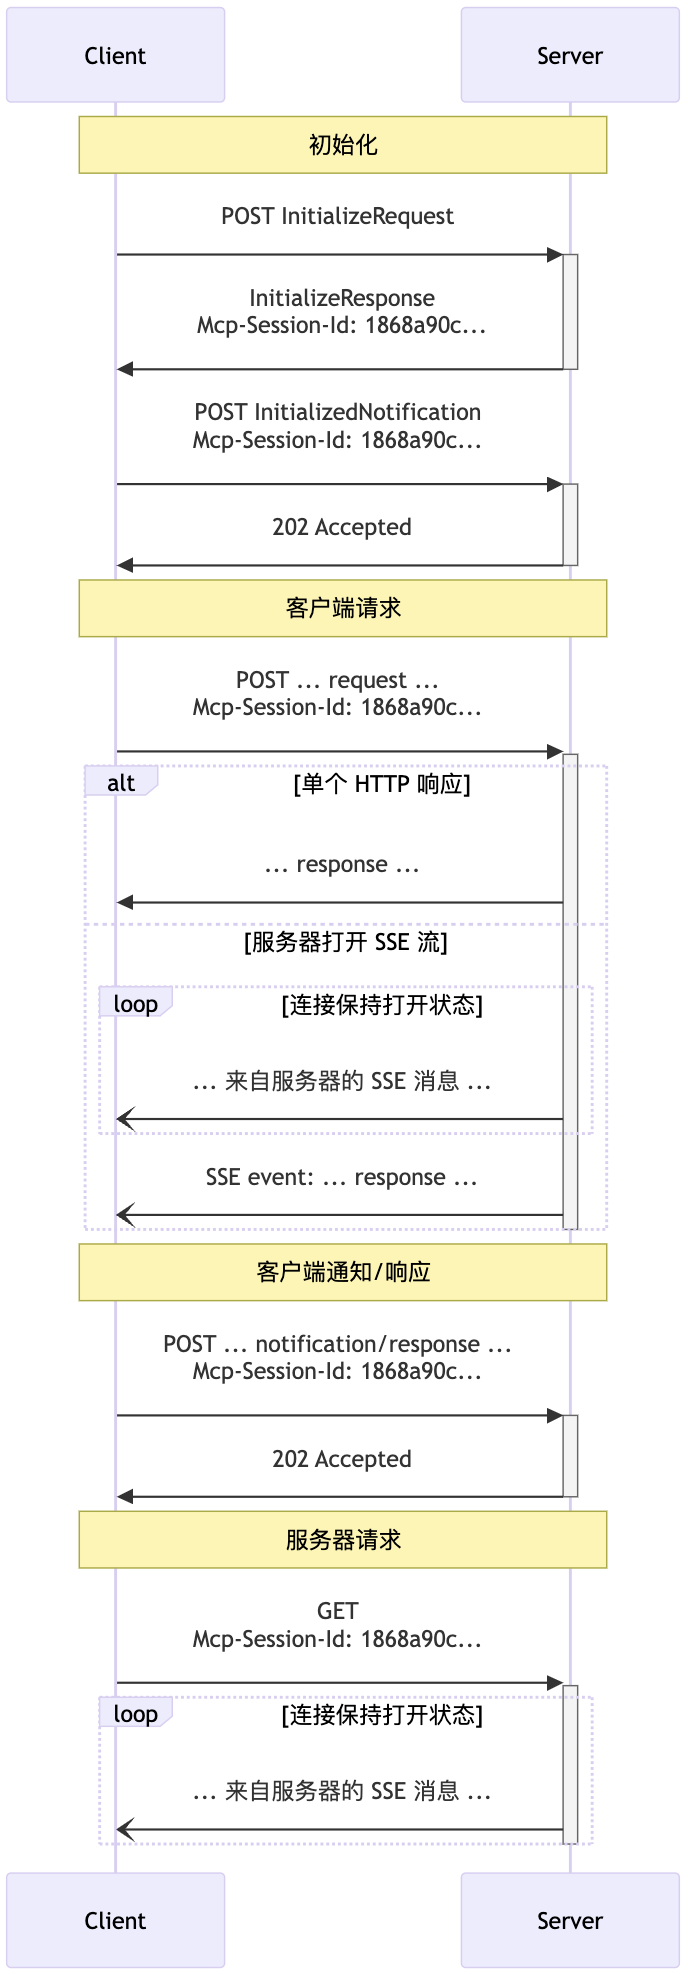 Client
Server
初始化
POST InitializeRequest
InitializeResponse
Mcp-Session-Id: 1868a90c...
POST InitializedNotification
Mcp-Session-Id: 1868a90c...
202 Accepted
客户端请求
POST ... request ...
Mcp-Session-Id: 1868a90c...
alt
[单个 HTTP 响应]
... response ...
[服务器打开 SSE 流]
loop
[连接保持打开状态]
... 来自服务器的 SSE 消息 ...
SSE event: ... response ...
客户端通知/响应
POST ... notification/response ...
Mcp-Session-Id: 1868a90c...
202 Accepted
服务器请求
GET
Mcp-Session-Id: 1868a90c...
loop
[连接保持打开状态]
... 来自服务器的 SSE 消息 ...
Client
Server